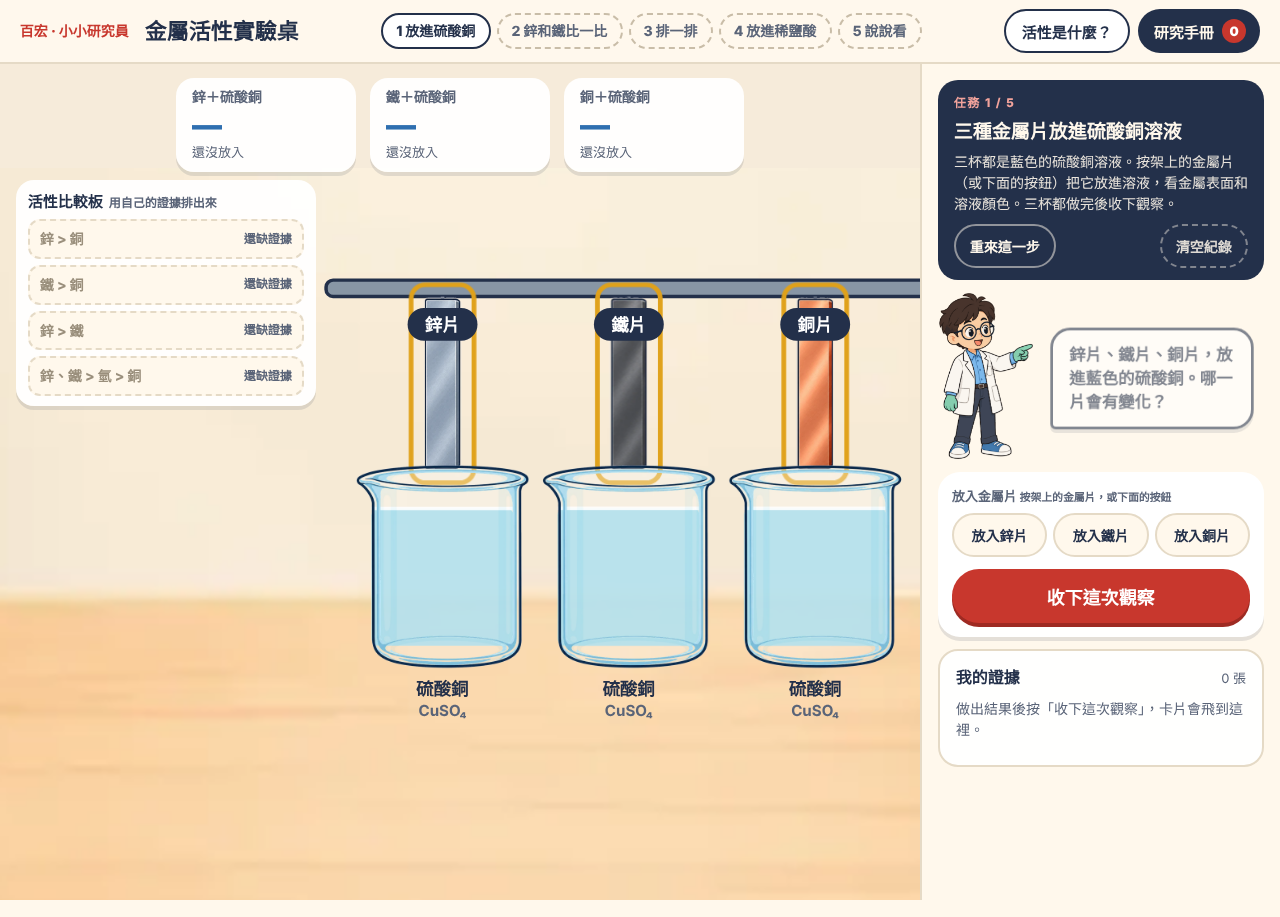 百宏 · 小小研究員
金屬活性實驗桌
1 放進硫酸銅
2 鋅和鐵比一比
3 排一排
4 放進稀鹽酸
5 說說看
活性是什麼？
研究手冊 0
鋅＋硫酸銅
還沒放入
鐵＋硫酸銅
還沒放入
銅＋硫酸銅
還沒放入
活性比較板 用自己的證據排出來
鋅 > 銅 還缺證據
鐵 > 銅 還缺證據
鋅 > 鐵 還缺證據
鋅、鐵 > 氫 > 銅 還缺證據
鋅片
鐵片
銅片
硫酸銅
CuSO₄
硫酸銅
CuSO₄
硫酸銅
CuSO₄
任務 1 / 5
三種金屬片放進硫酸銅溶液
三杯都是藍色的硫酸銅溶液。按架上的金屬片
（或下面的按鈕）把它放進溶液，看金屬表面和
溶液顏色。三杯都做完後收下觀察。
重來這一步
清空紀錄
鋅片、鐵片、銅片，放
進藍色的硫酸銅。哪一
片會有變化？
放入金屬片 按架上的金屬片，或下面的按鈕
放入鋅片
放入鐵片
放入銅片
收下這次觀察
我的證據 0 張
做出結果後按「收下這次觀察」，卡片會飛到這
裡。